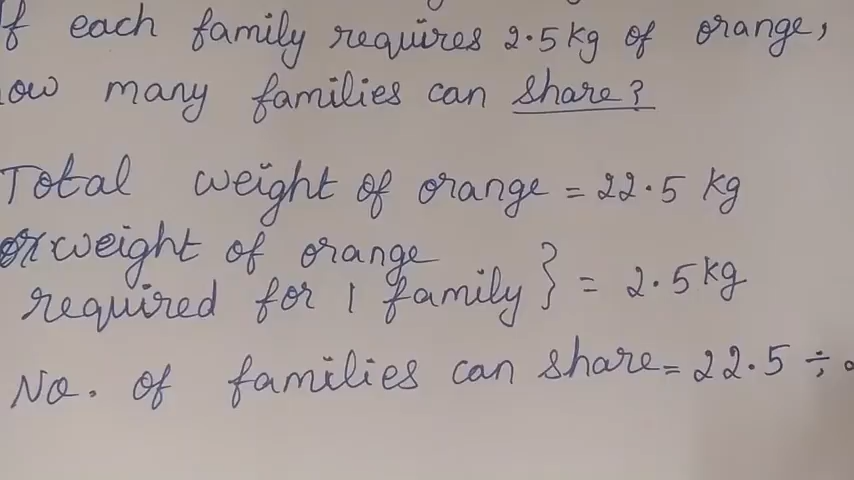 f each family requires 2.5 kg of orange,
ow many families can share?
Total weight of orange = 22.5 kg
weight of orange
required for 1 family } = 2.5 kg
No. of families can share = 22.5 ÷